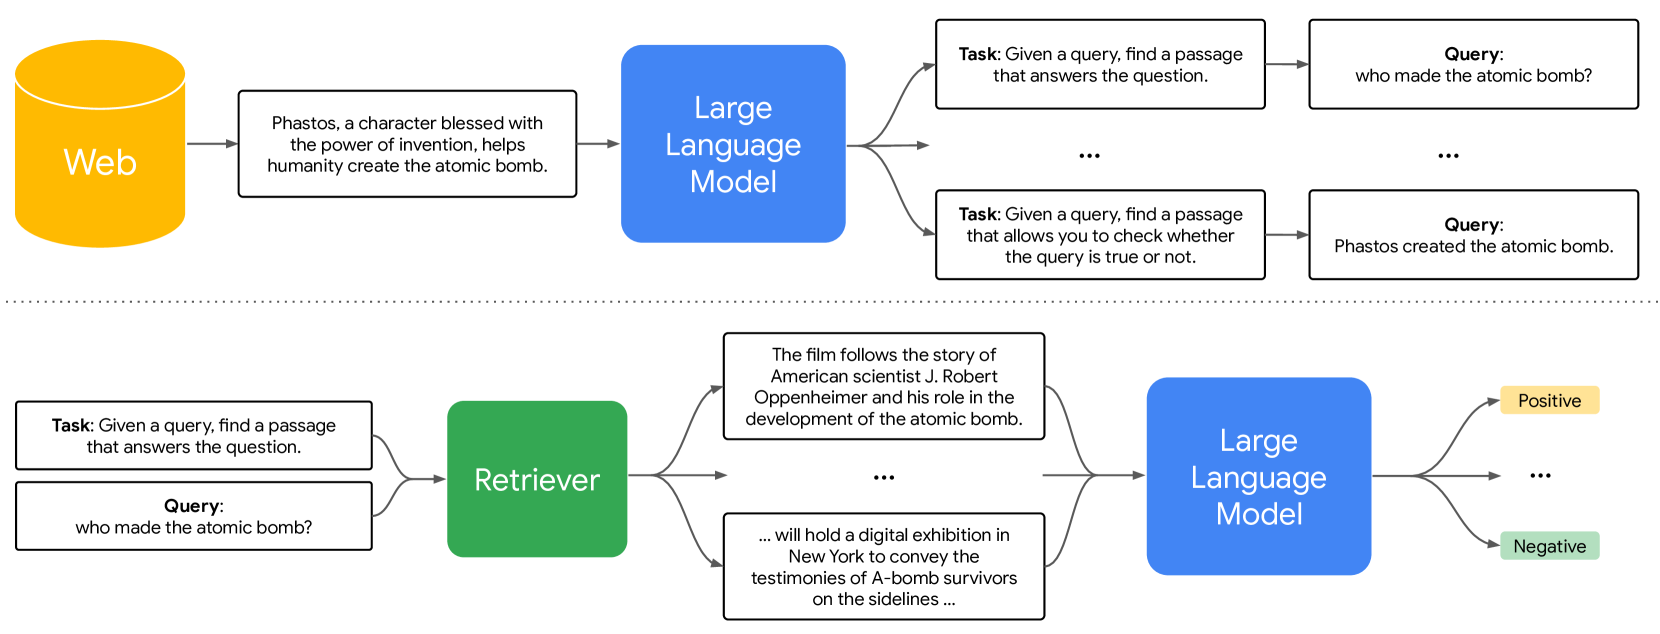 Web
Phastos, a character blessed with
the power of invention, helps
humanity create the atomic bomb.
Large
Language
Model
Task: Given a query, find a passage
that answers the question.
Query:
who made the atomic bomb?
...
...
Task: Given a query, find a passage
that allows you to check whether
the query is true or not.
Query:
Phastos created the atomic bomb.
Task: Given a query, find a passage
that answers the question.
Query:
who made the atomic bomb?
Retriever
The film follows the story of
American scientist J. Robert
Oppenheimer and his role in the
development of the atomic bomb.
...
... will hold a digital exhibition in
New York to convey the
testimonies of A-bomb survivors
on the sidelines ...
Large
Language
Model
Positive
...
Negative